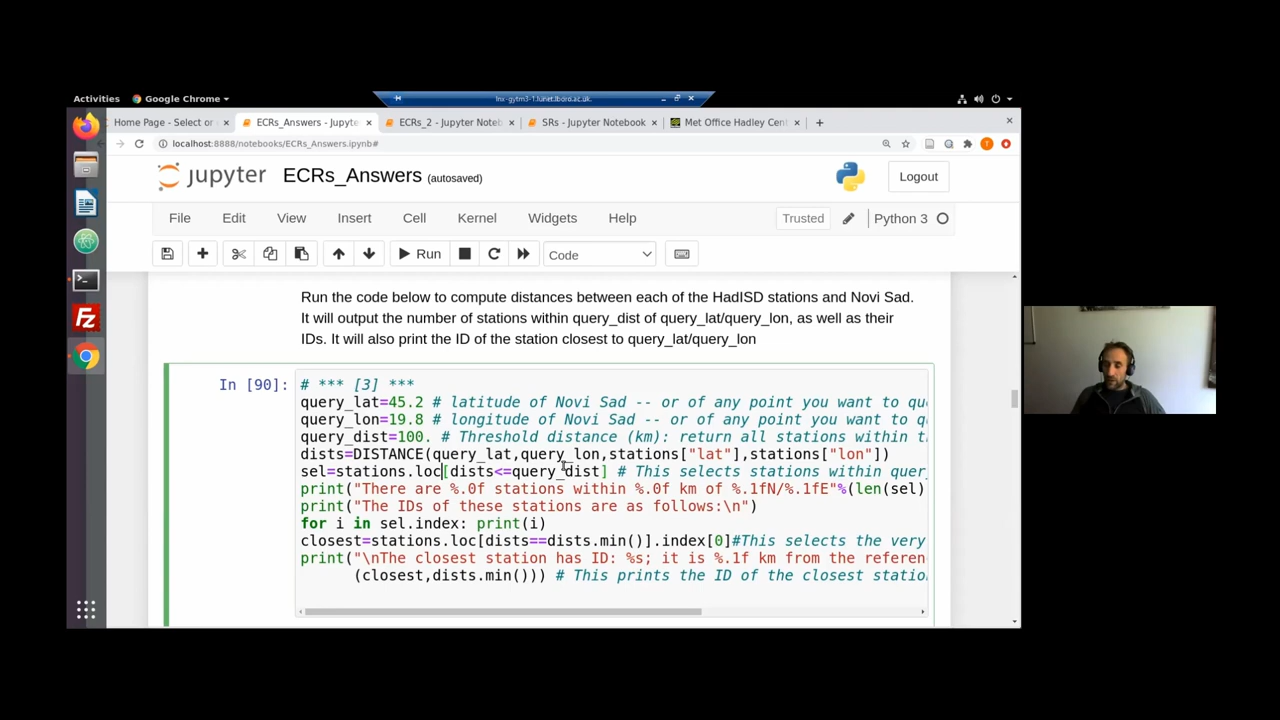 Activities
Google Chrome
lnx-gytm3-1.lunet.lboro.ac.uk
Home Page - Select or
ECRs_Answers - Jupyte
ECRs_2 - Jupyter Noteb
SRs - Jupyter Notebook
Met Office Hadley Cent
localhost:8888/notebooks/ECRs_Answers.ipynb#
T
jupyter
ECRs_Answers
(autosaved)
Logout
File
Edit
View
Insert
Cell
Kernel
Widgets
Help
Trusted
Python 3
Run
Code
Run the code below to compute distances between each of the HadISD stations and Novi Sad.
It will output the number of stations within query_dist of query_lat/query_lon, as well as their
IDs. It will also print the ID of the station closest to query_lat/query_lon
In [90]:
# *** [3] ***
query_lat=45.2 # latitude of Novi Sad -- or of any point you want to qu
query_lon=19.8 # longitude of Novi Sad -- or of any point you want to q
query_dist=100. # Threshold distance (km): return all stations within t
dists=DISTANCE(query_lat,query_lon,stations["lat"],stations["lon"])
sel=stations.loc[dists<=query_dist] # This selects stations within quer
print("There are %.0f stations within %.0f km of %.1fN/%.1fE"%(len(sel)
print("The IDs of these stations are as follows:\n")
for i in sel.index: print(i)
closest=stations.loc[dists==dists.min()].index[0]#This selects the very
print("\nThe closest station has ID: %s; it is %.1f km from the referen
(closest,dists.min())) # This prints the ID of the closest statio
Fz